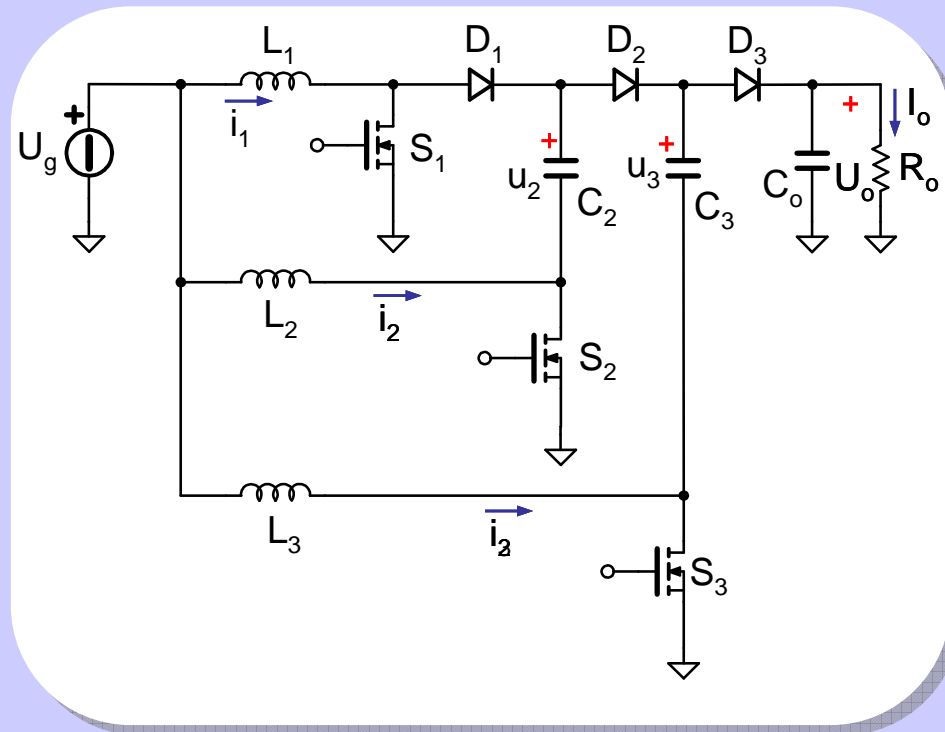 L1
D1
D2
D3
+
Ug
i1
S1
+
u2
C2
+
u3
C3
Co
+
Uo
Io
Ro
L2
i2
S2
L3
S3